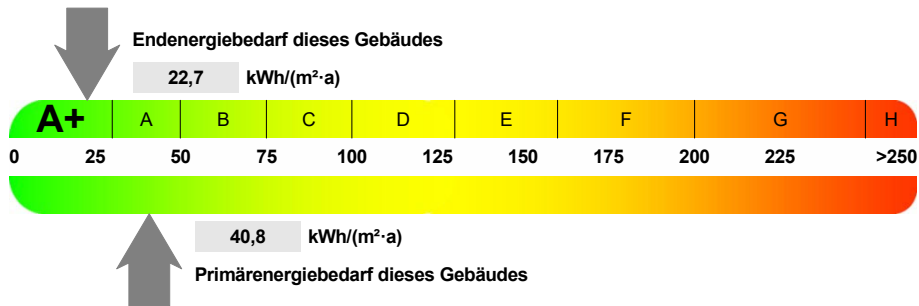 Endenergiebedarf dieses Gebäudes
22,7 kWh/(m²·a)
A+ A B C D E F G H
0 25 50 75 100 125 150 175 200 225 >250
40,8 kWh/(m²·a)
Primärenergiebedarf dieses Gebäudes